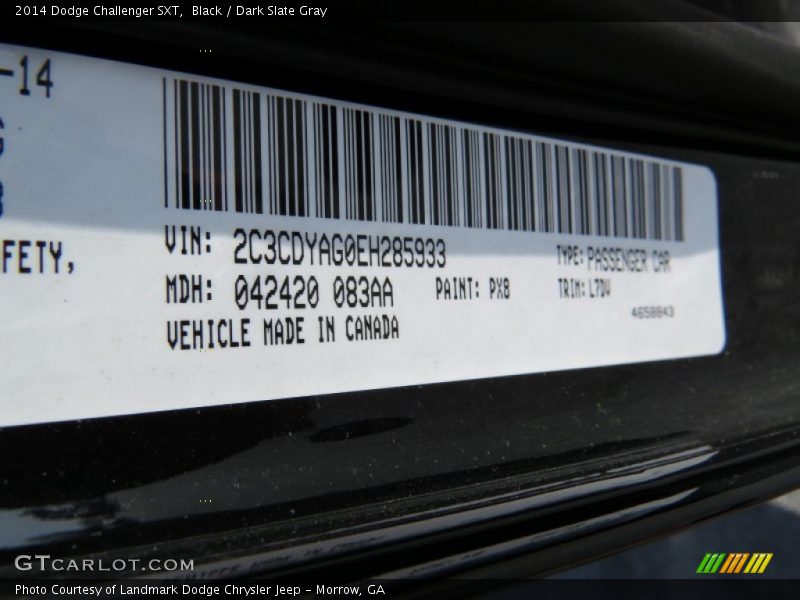 2014 Dodge Challenger SXT, Black / Dark Slate Gray
-14
FETY,
VIN: 2C3CDYAG0EH285933
TYPE: PASSENGER CAR
MDH: 042420 083AA
PAINT: PX8
TRIM: L7DV
VEHICLE MADE IN CANADA
4658843
GTCARLOT.COM
Photo Courtesy of Landmark Dodge Chrysler Jeep - Morrow, GA